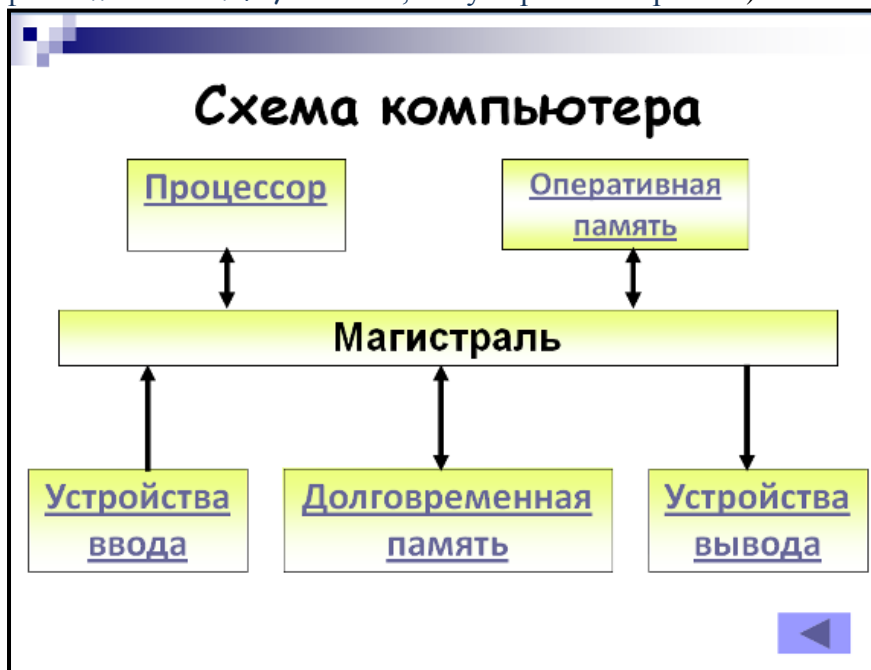 Схема компьютера
Процессор
Оперативная
память
Магистраль
Устройства
ввода
Долговременная
память
Устройства
вывода